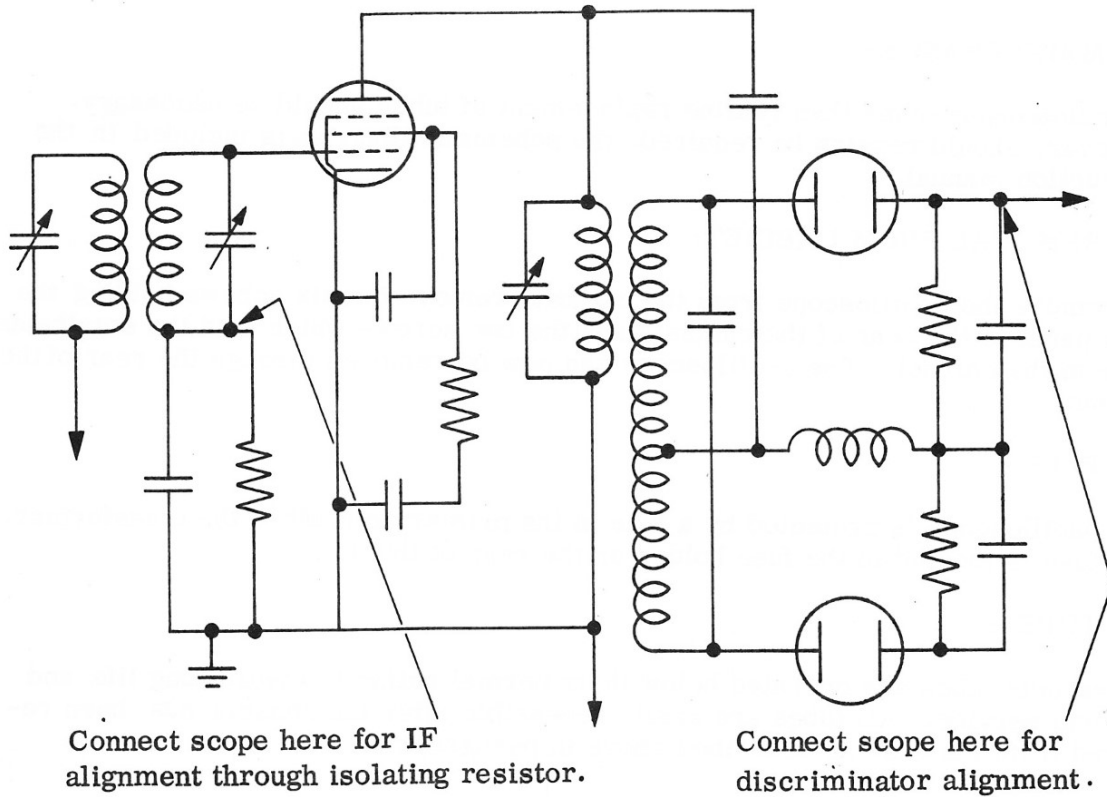 Connect scope here for IF
alignment through isolating resistor.
Connect scope here for
discriminator alignment.